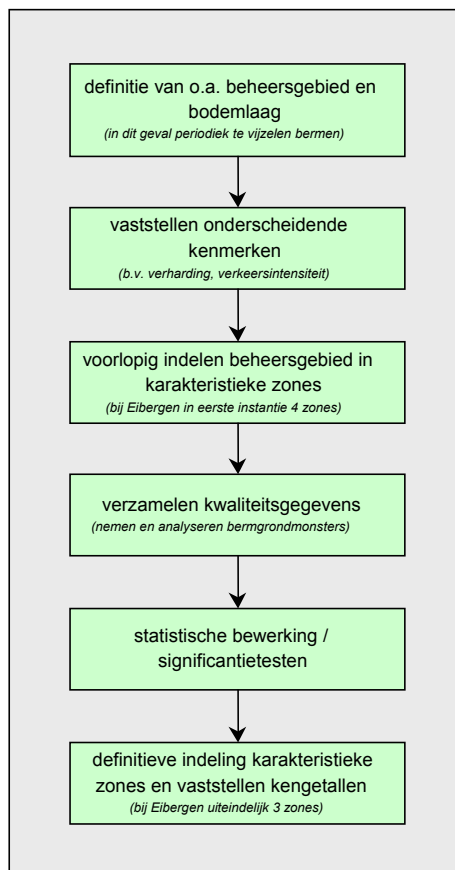 definitie van o.a. beheersgebied en
bodemlaag
(in dit geval periodiek te vijzelen bermen)
vaststellen onderscheidende
kenmerken
(b.v. verharding, verkeersintensiteit)
voorlopig indelen beheersgebied in
karakteristieke zones
(bij Eibergen in eerste instantie 4 zones)
verzamelen kwaliteitsgegevens
(nemen en analyseren bermgrondmonsters)
statistische bewerking /
significantietesten
definitieve indeling karakteristieke
zones en vaststellen kengetallen
(bij Eibergen uiteindelijk 3 zones)